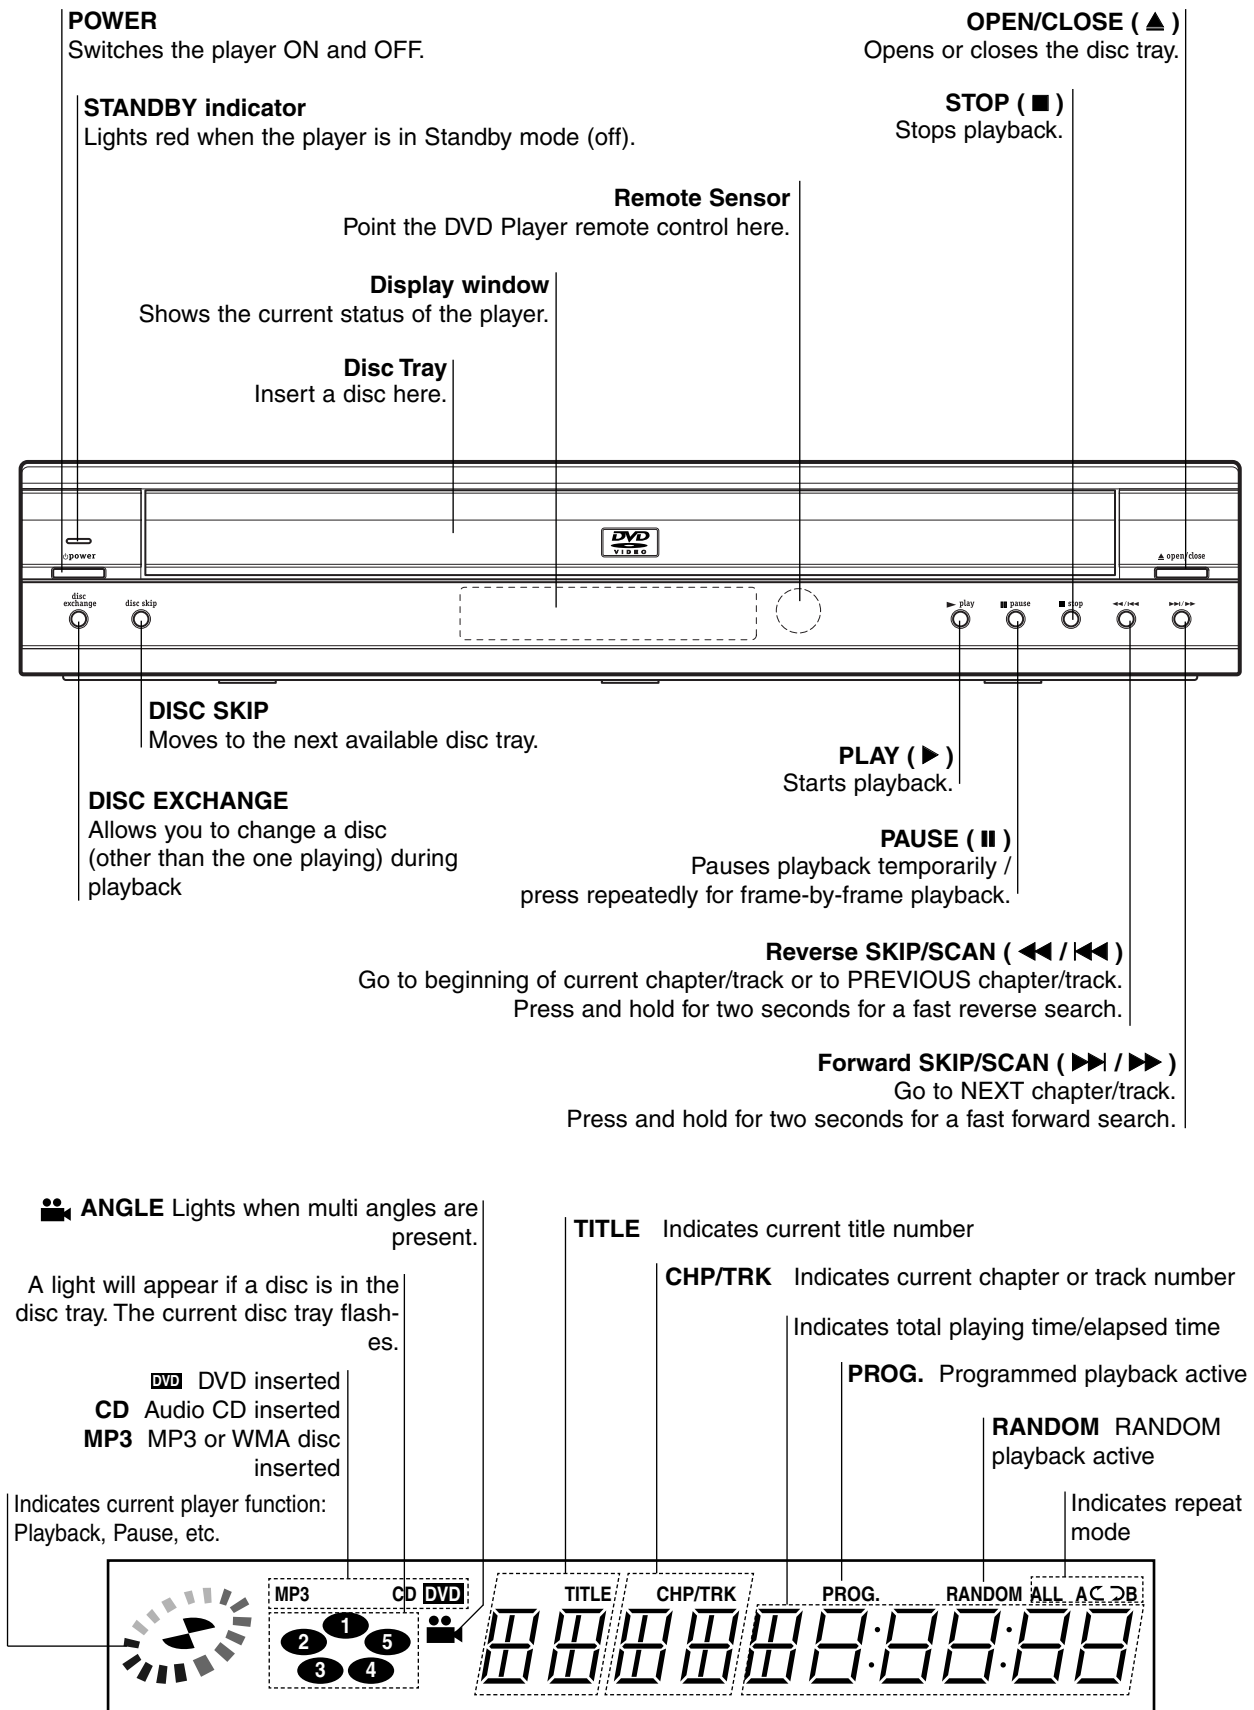 POWER
Switches the player ON and OFF.
OPEN/CLOSE ( ▲ )
Opens or closes the disc tray.
STANDBY indicator
Lights red when the player is in Standby mode (off).
STOP ( ■ )
Stops playback.
Remote Sensor
Point the DVD Player remote control here.
Display window
Shows the current status of the player.
Disc Tray
Insert a disc here.
DVD
VIDEO
power
▲ open/close
disc
exchange
disc skip
► play
II pause
■ stop
◄◄/I◄◄
►►I/►►
DISC SKIP
Moves to the next available disc tray.
DISC EXCHANGE
Allows you to change a disc
(other than the one playing) during
playback
PLAY ( ► )
Starts playback.
PAUSE ( II )
Pauses playback temporarily /
press repeatedly for frame-by-frame playback.
Reverse SKIP/SCAN ( ◄◄ / I◄◄ )
Go to beginning of current chapter/track or to PREVIOUS chapter/track.
Press and hold for two seconds for a fast reverse search.
Forward SKIP/SCAN ( ►►I / ►► )
Go to NEXT chapter/track.
Press and hold for two seconds for a fast forward search.
ANGLE Lights when multi angles are
present.
A light will appear if a disc is in the
disc tray. The current disc tray flash-
es.
DVD DVD inserted
CD Audio CD inserted
MP3 MP3 or WMA disc
inserted
Indicates current player function:
Playback, Pause, etc.
TITLE Indicates current title number
CHP/TRK Indicates current chapter or track number
Indicates total playing time/elapsed time
PROG. Programmed playback active
RANDOM RANDOM
playback active
Indicates repeat
mode
MP3 CD DVD TITLE CHP/TRK PROG. RANDOM ALL A B
1
2 5
3 4